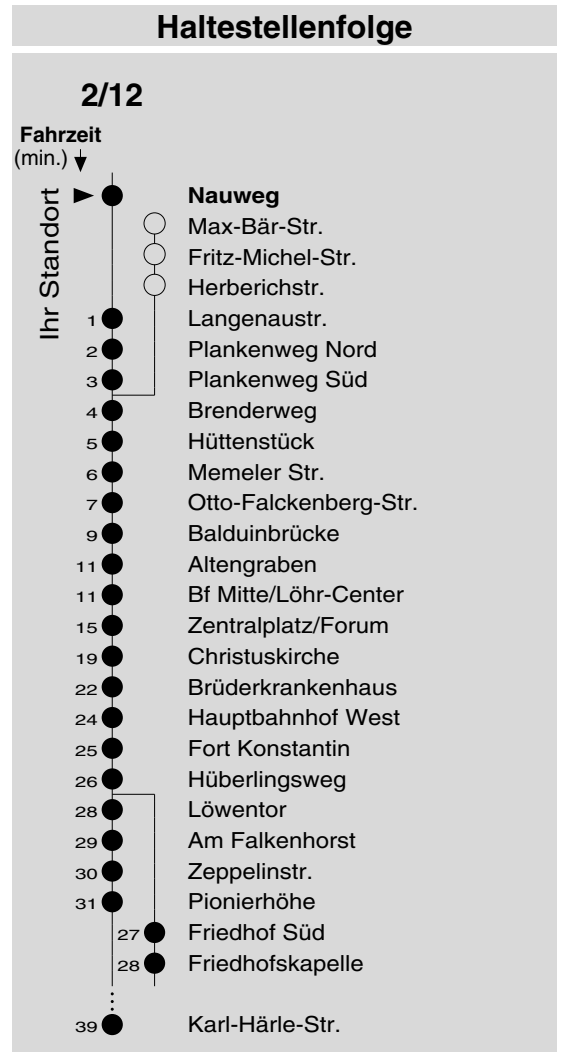 Haltestellenfolge
2/12
Fahrzeit
(min.)
Ihr Standort
Nauweg
Max-Bär-Str.
Fritz-Michel-Str.
Herberichstr.
1 Langenaustr.
2 Plankenweg Nord
3 Plankenweg Süd
4 Brenderweg
5 Hüttenstück
6 Memeler Str.
7 Otto-Falckenberg-Str.
9 Balduinbrücke
11 Altengraben
11 Bf Mitte/Löhr-Center
15 Zentralplatz/Forum
19 Christuskirche
22 Brüderkrankenhaus
24 Hauptbahnhof West
25 Fort Konstantin
26 Hüberlingsweg
28 Löwentor
29 Am Falkenhorst
30 Zeppelinstr.
31 Pionierhöhe
27 Friedhof Süd
28 Friedhofskapelle
39 Karl-Härle-Str.